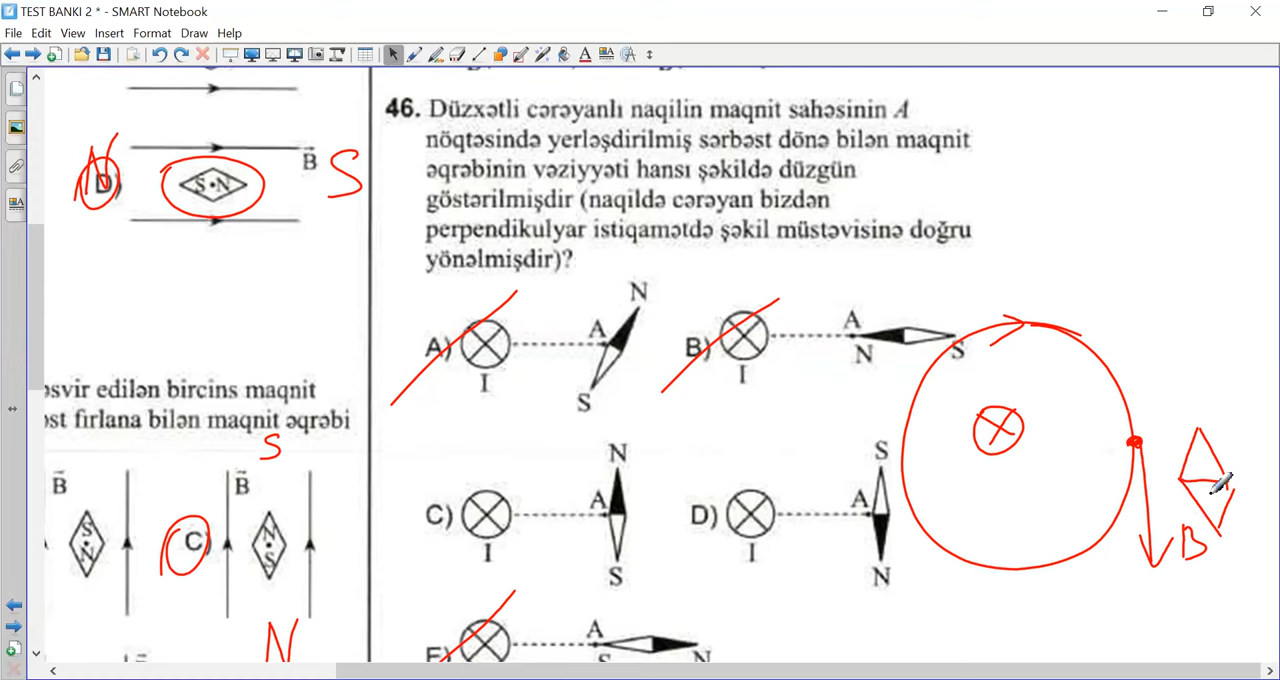 TEST BANKI 2 * - SMART Notebook
File Edit View Insert Format Draw Help
N
D)
S•N
B
S
əsvir edilən bircins maqnit
əst fırlana bilən maqnit əqrəbi
S
B
S
N
C)
B
N
S
N
46. Düzxətli cərəyanlı naqilin maqnit sahəsinin A
nöqtəsində yerləşdirilmiş sərbəst dönə bilən maqnit
əqrəbinin vəziyyəti hansı şəkildə düzgün
göstərilmişdir (naqildə cərəyan bizdən
perpendikulyar istiqamətdə şəkil müstəvisinə doğru
yönəlmişdir)?
A) I A N S
B) I A N S
C) I A N S
D) I A S N
E) A S N
B